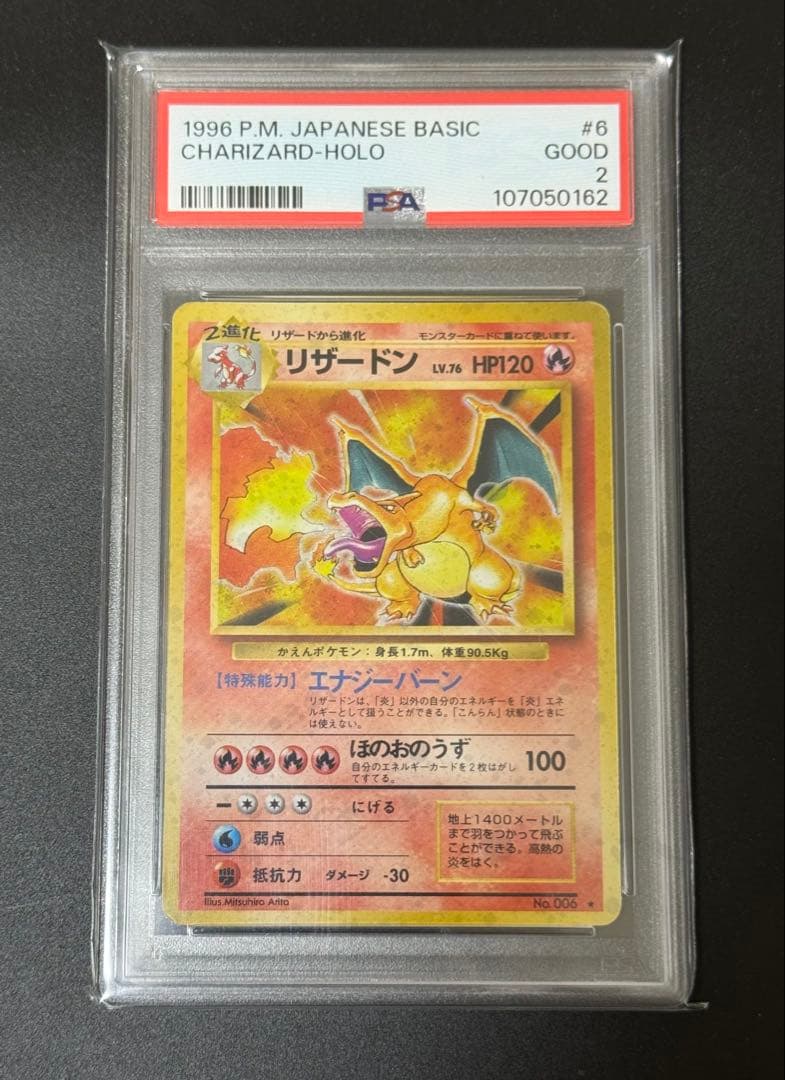 1996 P.M. JAPANESE BASIC #6
CHARIZARD-HOLO GOOD
2
PSA 107050162
2進化 リザードから進化 モンスターカードに重ねて使います。
リザードン LV.76 HP120
かえんポケモン：身長1.7m、体重90.5Kg
【特殊能力】エナジーバーン
リザードンは、「炎」以外の自分のエネルギーを「炎」エネ
ルギーとして扱うことができる。「こんらん」状態のときに
は使えない。
ほのおのうず 100
自分のエネルギーカードを2枚はがし
てすてる。
にげる
弱点
抵抗力 ダメージ -30
地上1400メートル
まで羽をつかって飛ぶ
ことができる。高熱の
炎をはく。
Illus.Mitsuhiro Arita No.006 ★